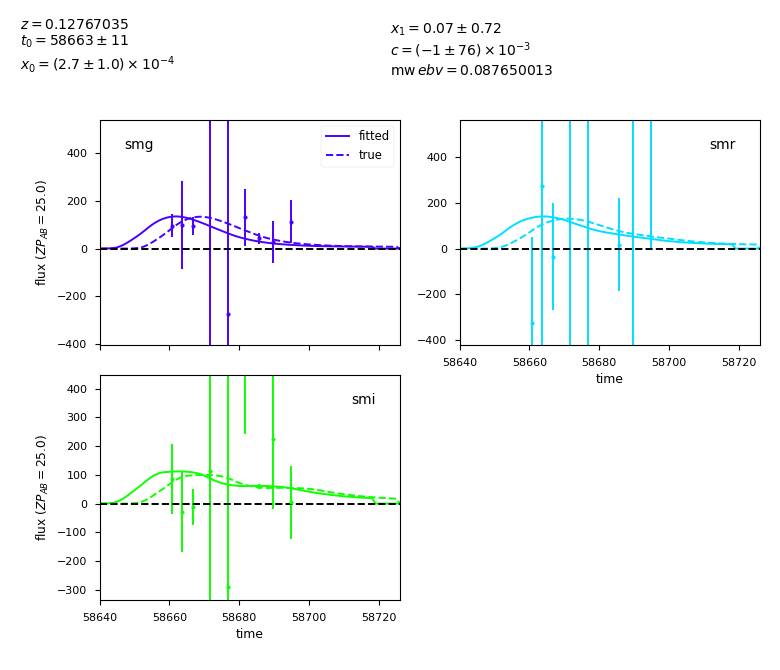 z = 0.12767035
t₀ = 58663 ± 11
x₀ = (2.7 ± 1.0) × 10⁻⁴
x₁ = 0.07 ± 0.72
c = (−1 ± 76) × 10⁻³
mw ebv = 0.087650013
smg
fitted
true
400
200
0
−200
−400
flux (ZP_AB = 25.0)
smr
400
200
0
−200
−400
58640 58660 58680 58700 58720
time
smi
400
300
200
100
0
−100
−200
−300
flux (ZP_AB = 25.0)
58640 58660 58680 58700 58720
time